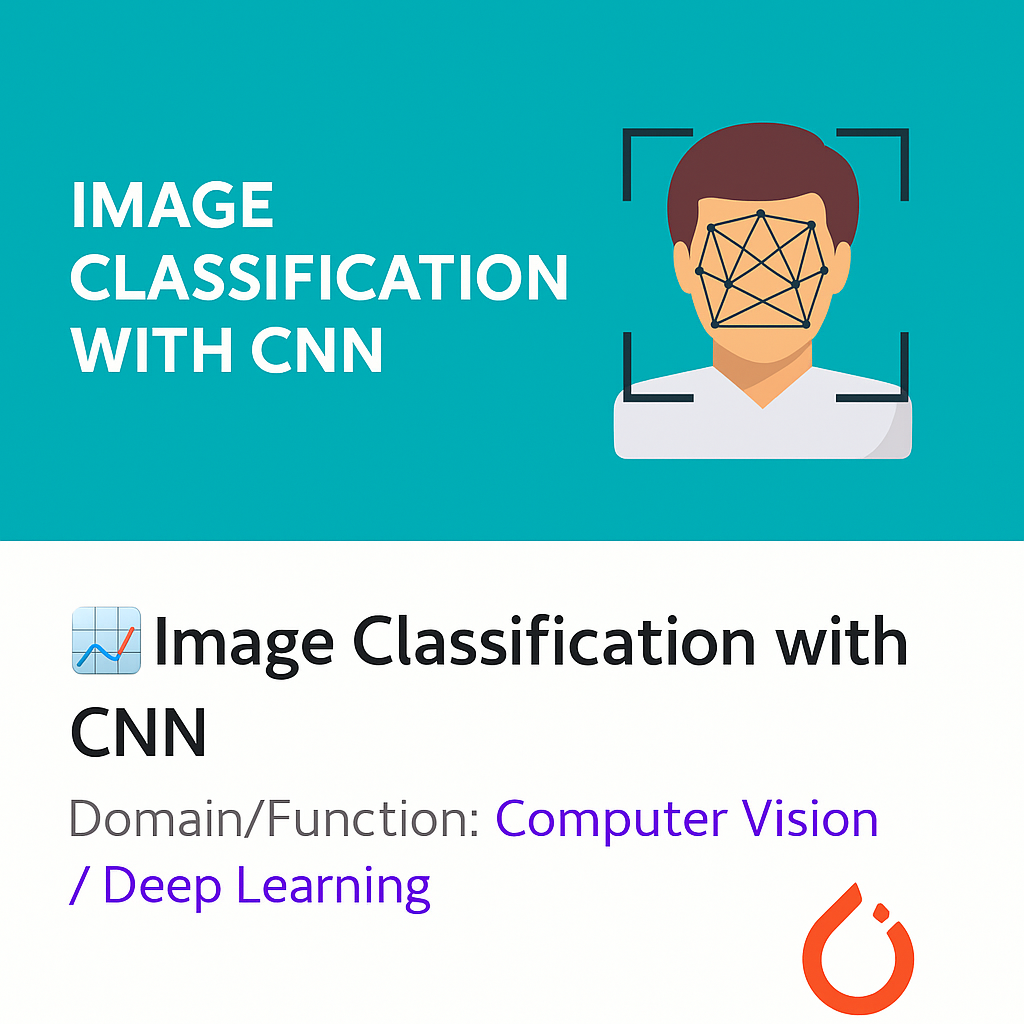 IMAGE
CLASSIFICATION
WITH CNN
Image Classification with
CNN
Domain/Function: Computer Vision
/ Deep Learning